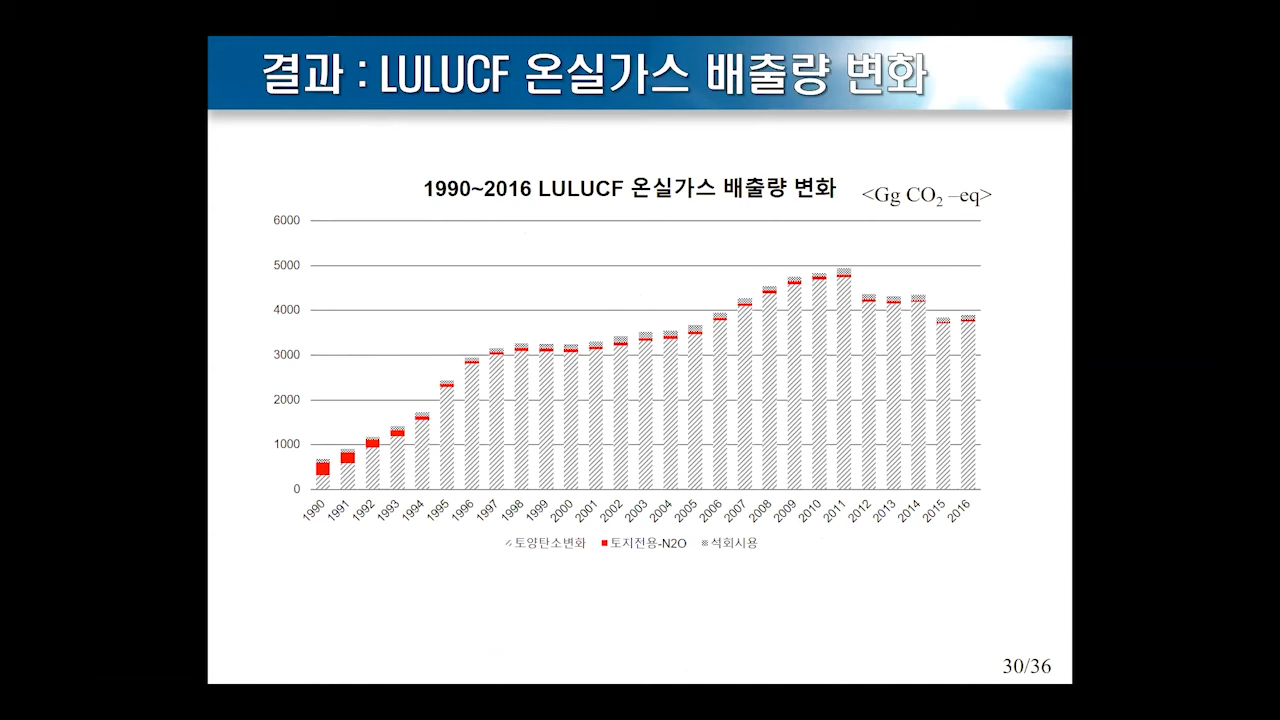 결과 : LULUCF 온실가스 배출량 변화
1990~2016 LULUCF 온실가스 배출량 변화
<Gg CO₂ –eq>
6000
5000
4000
3000
2000
1000
0
1990 1991 1992 1993 1994 1995 1996 1997 1998 1999 2000 2001 2002 2003 2004 2005 2006 2007 2008 2009 2010 2011 2012 2013 2014 2015 2016
토양탄소변화 토지전용-N2O 석회시용
30/36